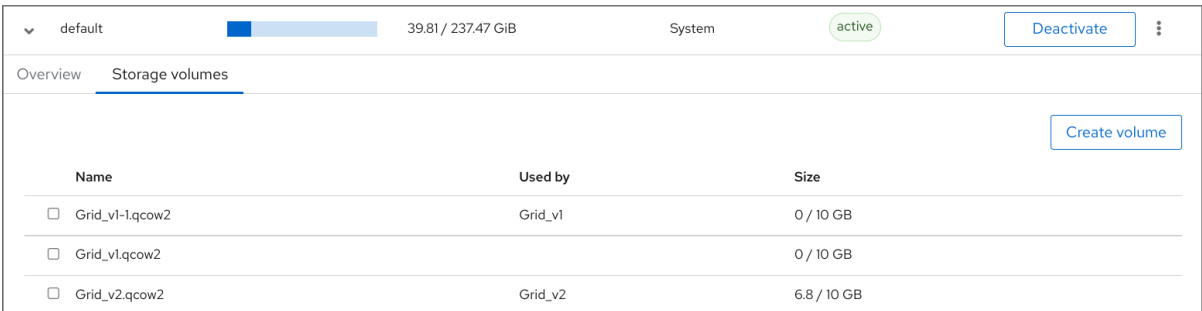 default 39.81 / 237.47 GiB System active Deactivate
Overview Storage volumes
Create volume
Name Used by Size
Grid_v1-1.qcow2 Grid_v1 0 / 10 GB
Grid_v1.qcow2 0 / 10 GB
Grid_v2.qcow2 Grid_v2 6.8 / 10 GB